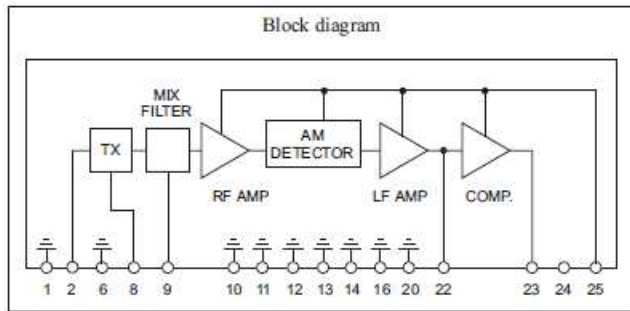 Block diagram
MIX
FILTER
TX
AM
DETECTOR
RF AMP
LF AMP
COMP.
1 2 6 8 9 10 11 12 13 14 16 20 22 23 24 25